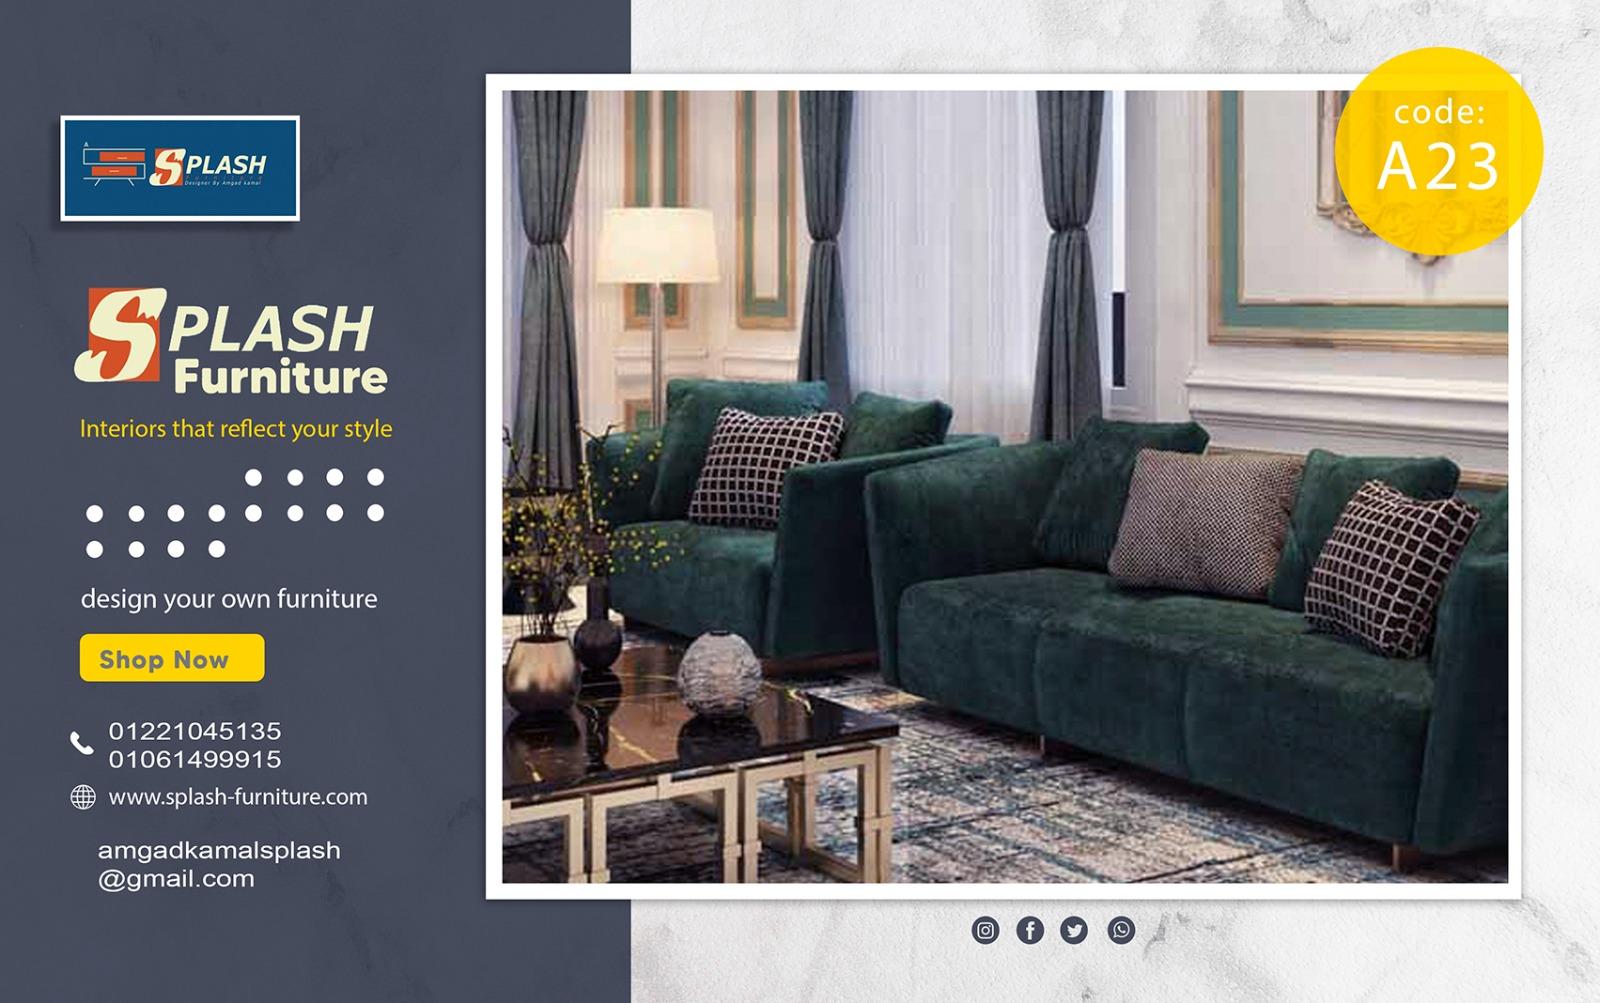 A
SPLASH
Furniture
Designer By Amgad kamal
SPLASH
Furniture
Interiors that reflect your style
design your own furniture
Shop Now
01221045135
01061499915
www.splash-furniture.com
amgadkamalsplash
@gmail.com
code:
A23